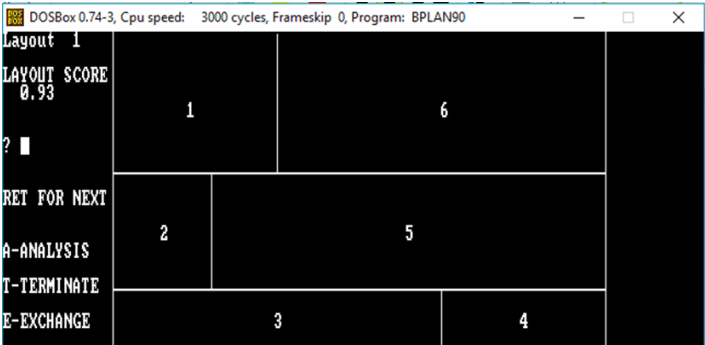 DOSBox 0.74-3, Cpu speed: 3000 cycles, Frameskip 0, Program: BPLAN90
Layout 1
LAYOUT SCORE
0.93
?
RET FOR NEXT
A-ANALYSIS
T-TERMINATE
E-EXCHANGE
1
6
2
5
3
4